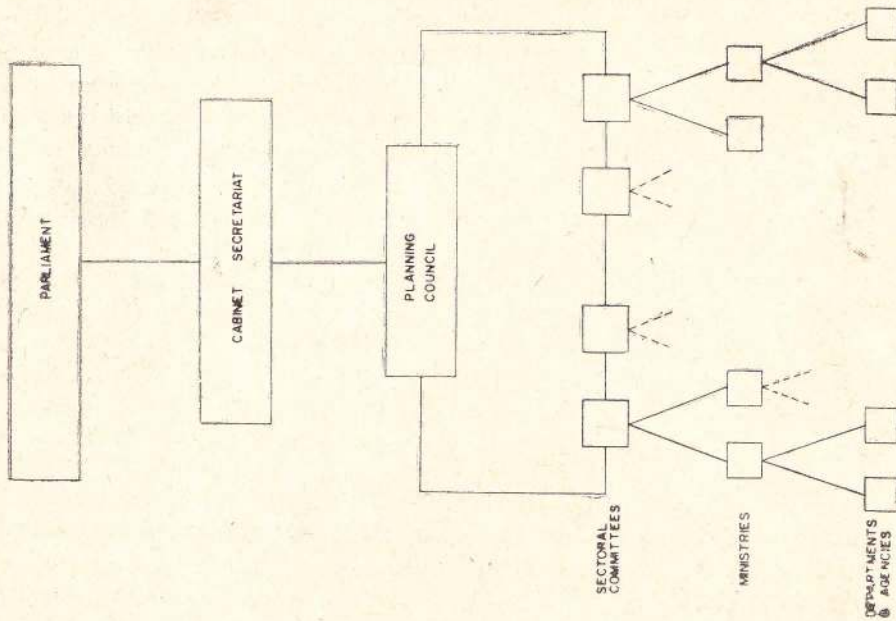 PARLIAMENT
CABINET SECRETARIAT
PLANNING
COUNCIL
SECTORAL
COMMITTEES
MINISTRIES
DEPARTMENTS
& AGENCIES